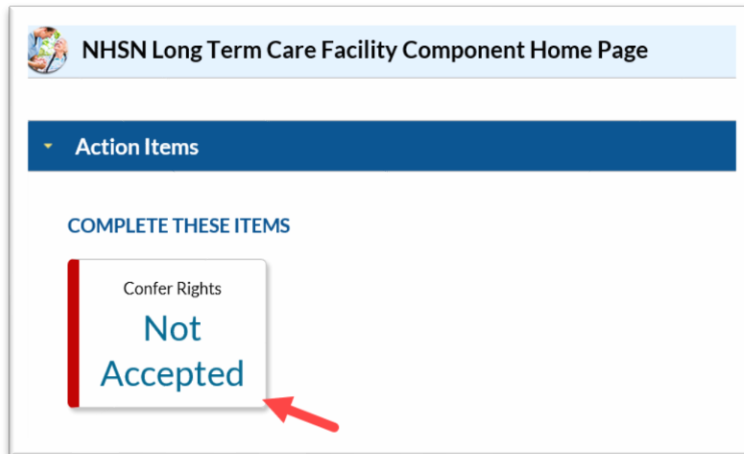 NHSN Long Term Care Facility Component Home Page
Action Items
COMPLETE THESE ITEMS
Confer Rights
Not
Accepted